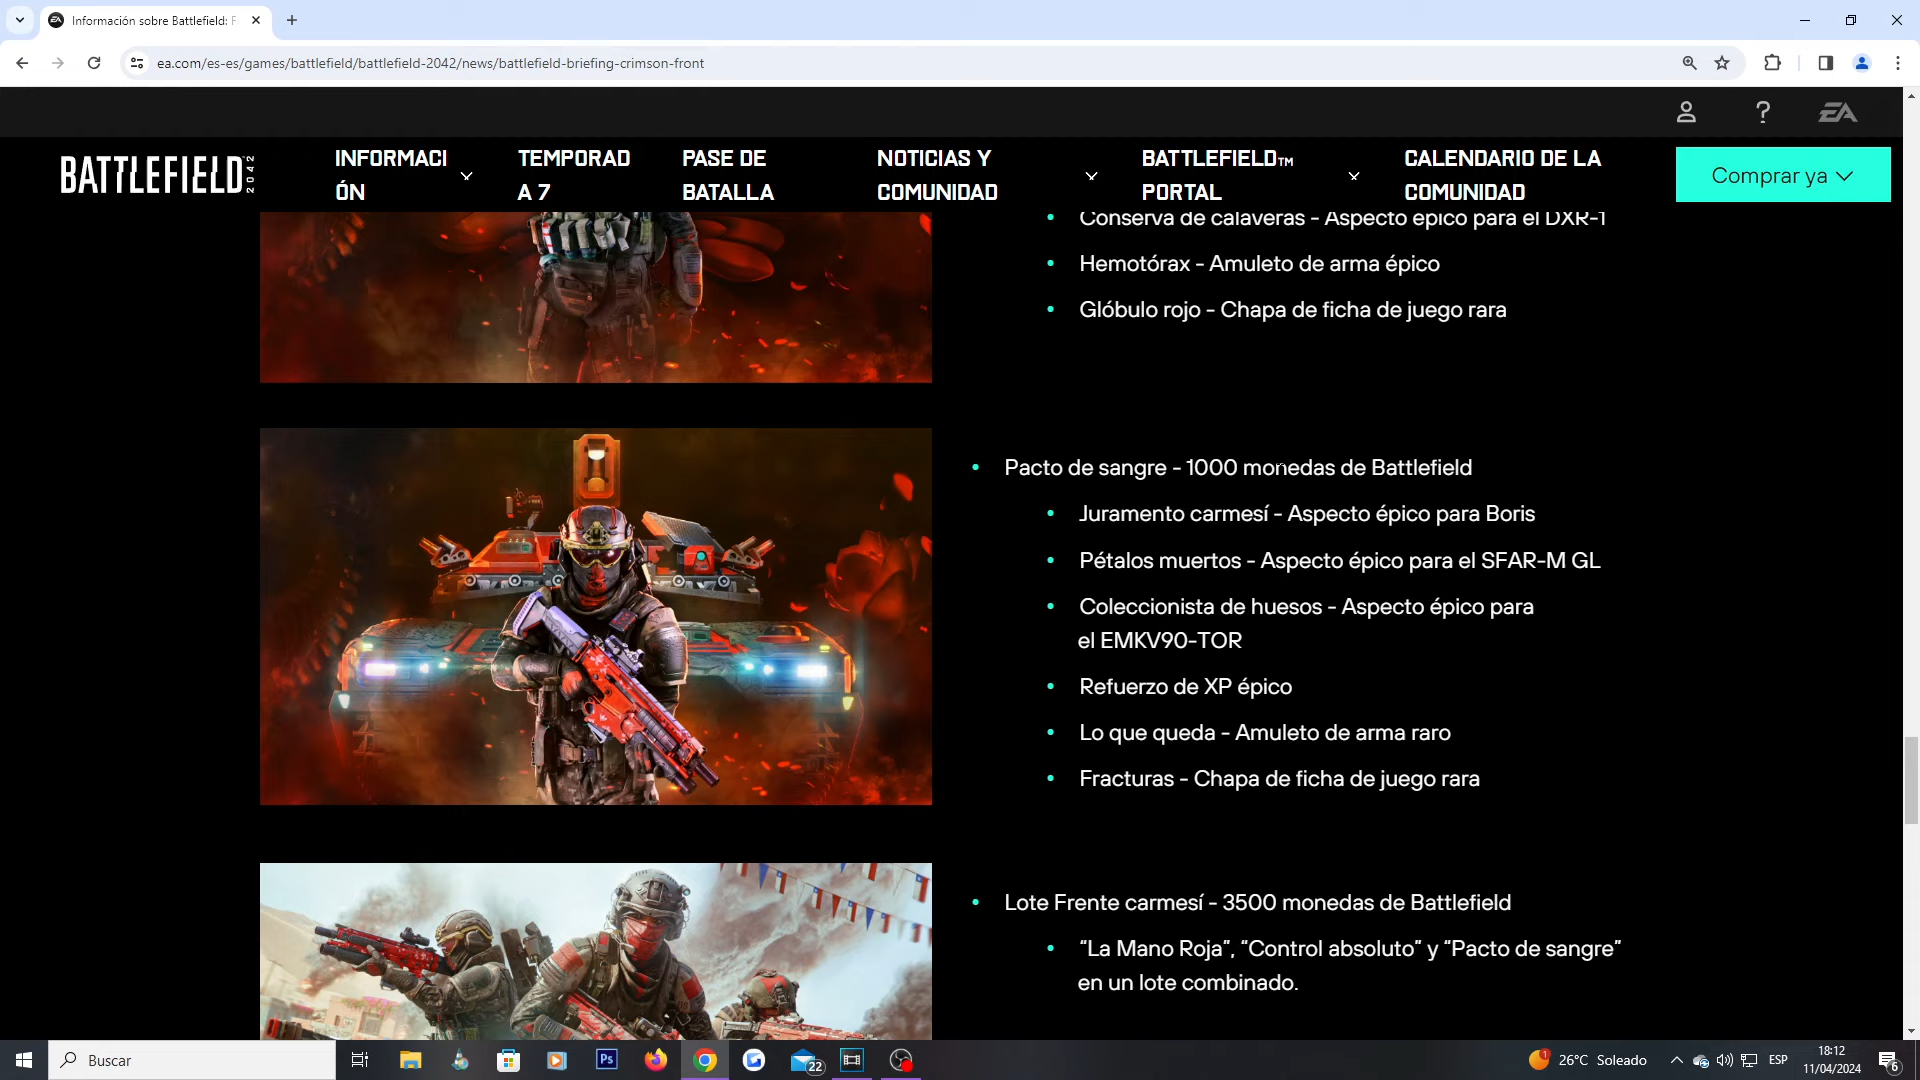 Información sobre Battlefield: F
ea.com/es-es/games/battlefield/battlefield-2042/news/battlefield-briefing-crimson-front
?
EA
BATTLEFIELD 2042
INFORMACI
ÓN
TEMPORAD
A 7
PASE DE
BATALLA
NOTICIAS Y
COMUNIDAD
BATTLEFIELD™
PORTAL
CALENDARIO DE LA
COMUNIDAD
Comprar ya
• Conserva de calaveras - Aspecto épico para el DXR-1
• Hemotórax - Amuleto de arma épico
• Glóbulo rojo - Chapa de ficha de juego rara
• Pacto de sangre - 1000 monedas de Battlefield
• Juramento carmesí - Aspecto épico para Boris
• Pétalos muertos - Aspecto épico para el SFAR-M GL
• Coleccionista de huesos - Aspecto épico para
el EMKV90-TOR
• Refuerzo de XP épico
• Lo que queda - Amuleto de arma raro
• Fracturas - Chapa de ficha de juego rara
• Lote Frente carmesí - 3500 monedas de Battlefield
• “La Mano Roja”, “Control absoluto” y “Pacto de sangre”
en un lote combinado.
Buscar
Ps
22
1
26°C Soleado
ESP
18:12
11/04/2024
6